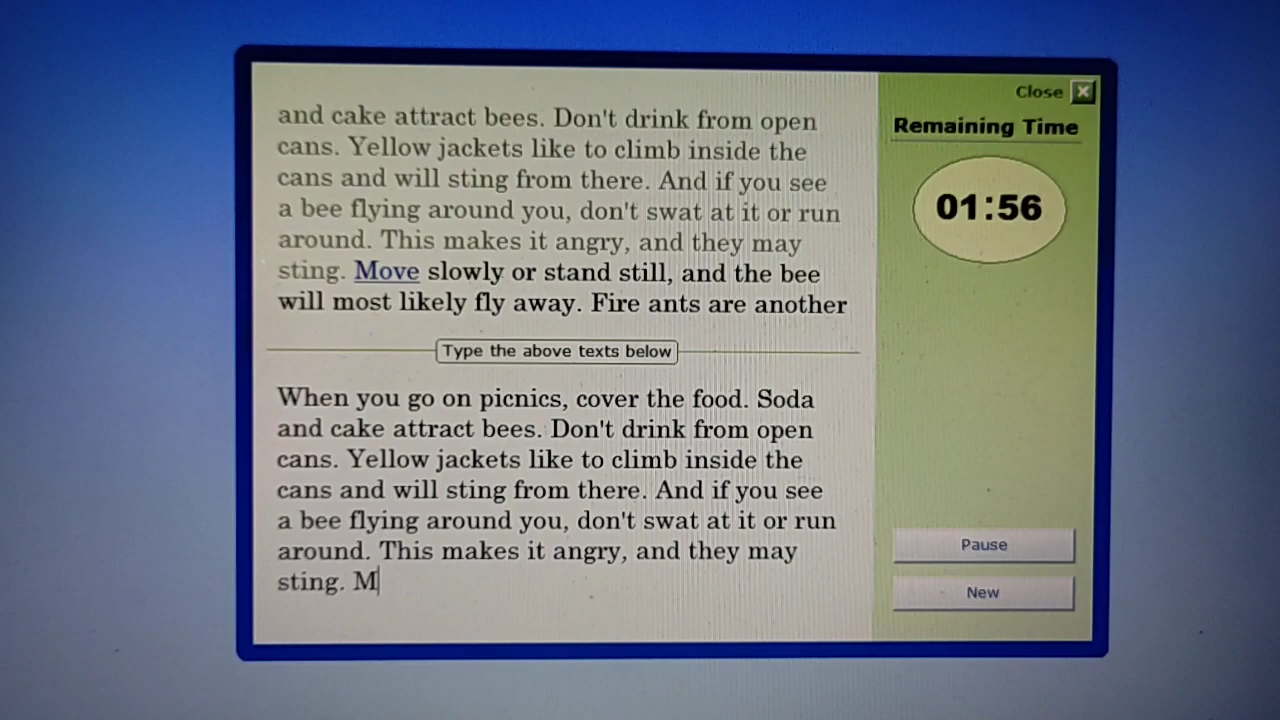 and cake attract bees. Don't drink from open
cans. Yellow jackets like to climb inside the
cans and will sting from there. And if you see
a bee flying around you, don't swat at it or run
around. This makes it angry, and they may
sting. Move slowly or stand still, and the bee
will most likely fly away. Fire ants are another
Type the above texts below
When you go on picnics, cover the food. Soda
and cake attract bees. Don't drink from open
cans. Yellow jackets like to climb inside the
cans and will sting from there. And if you see
a bee flying around you, don't swat at it or run
around. This makes it angry, and they may
sting. M
Close
Remaining Time
01:56
Pause
New